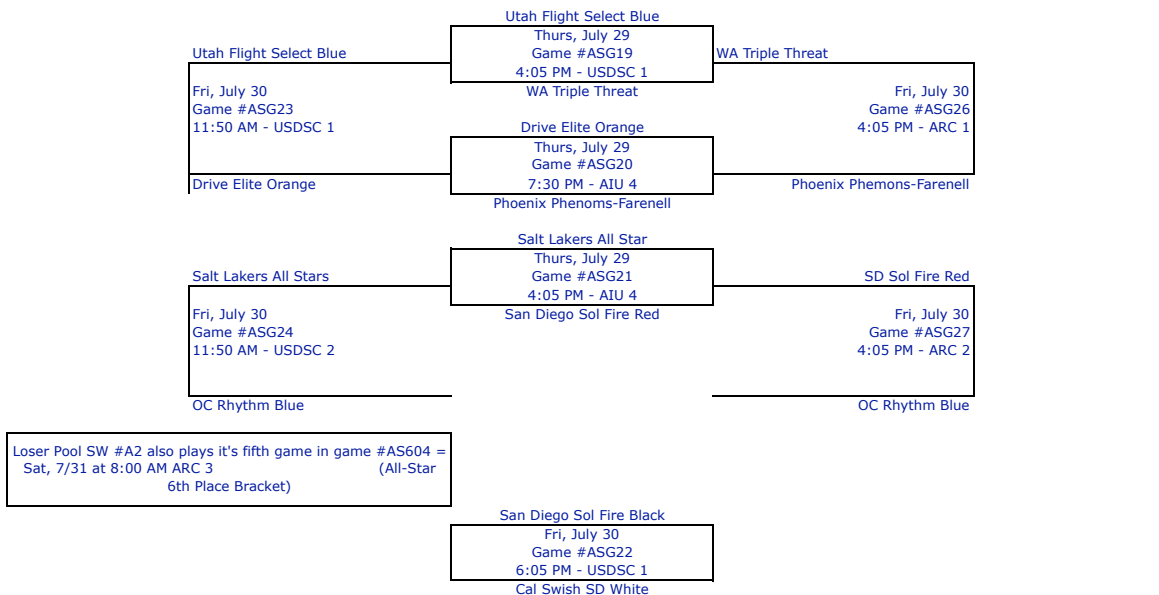 Utah Flight Select Blue
Thurs, July 29
Utah Flight Select Blue
Game #ASG19
WA Triple Threat
4:05 PM - USDSC 1
Fri, July 30
WA Triple Threat
Fri, July 30
Game #ASG23
Game #ASG26
11:50 AM - USDSC 1
Drive Elite Orange
4:05 PM - ARC 1
Thurs, July 29
Game #ASG20
Drive Elite Orange
7:30 PM - AIU 4
Phoenix Phemons-Farenell
Phoenix Phenoms-Farenell
Salt Lakers All Star
Thurs, July 29
Salt Lakers All Stars
Game #ASG21
SD Sol Fire Red
4:05 PM - AIU 4
Fri, July 30
San Diego Sol Fire Red
Fri, July 30
Game #ASG24
Game #ASG27
11:50 AM - USDSC 2
4:05 PM - ARC 2
OC Rhythm Blue
OC Rhythm Blue
Loser Pool SW #A2 also plays it's fifth game in game #AS604 =
Sat, 7/31 at 8:00 AM ARC 3 (All-Star
6th Place Bracket)
San Diego Sol Fire Black
Fri, July 30
Game #ASG22
6:05 PM - USDSC 1
Cal Swish SD White